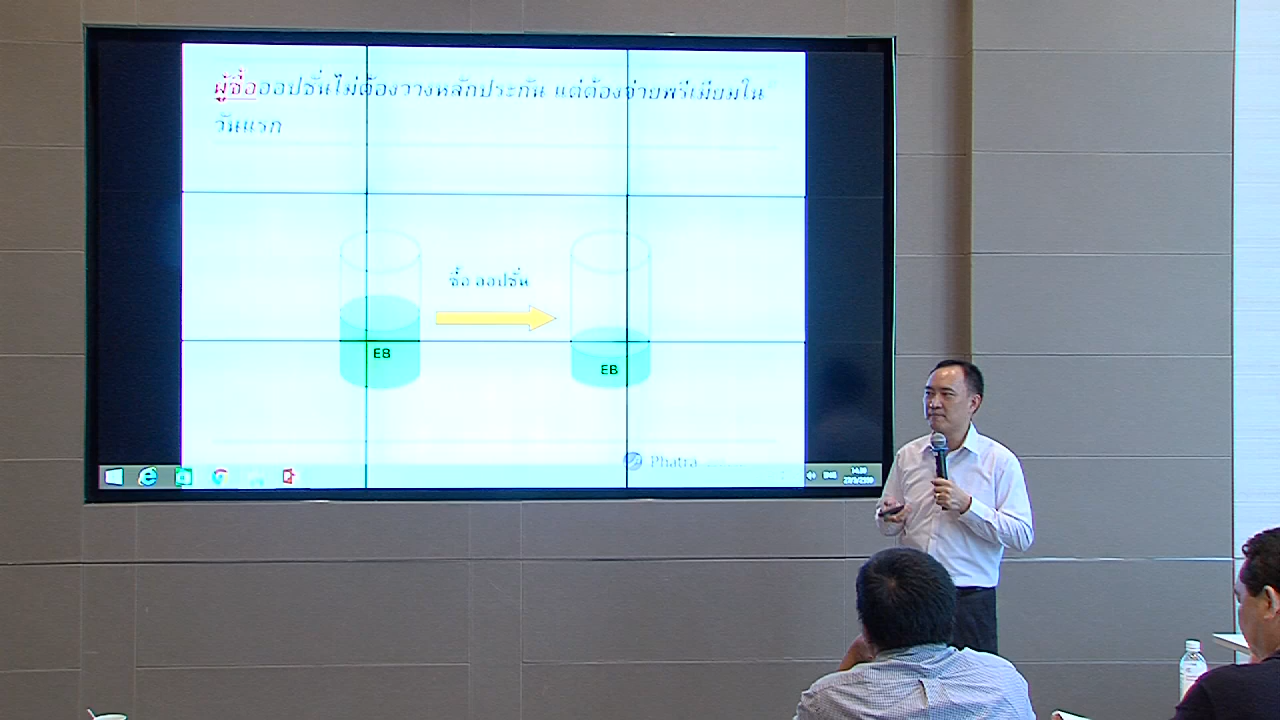 ผู้ซื้อออปชั่นไม่ต้องวางหลักประกัน แต่ต้องจ่ายพรีเมียมใน
วันแรก
ซื้อ ออปชั่น
EB
EB
Phatra
ENG